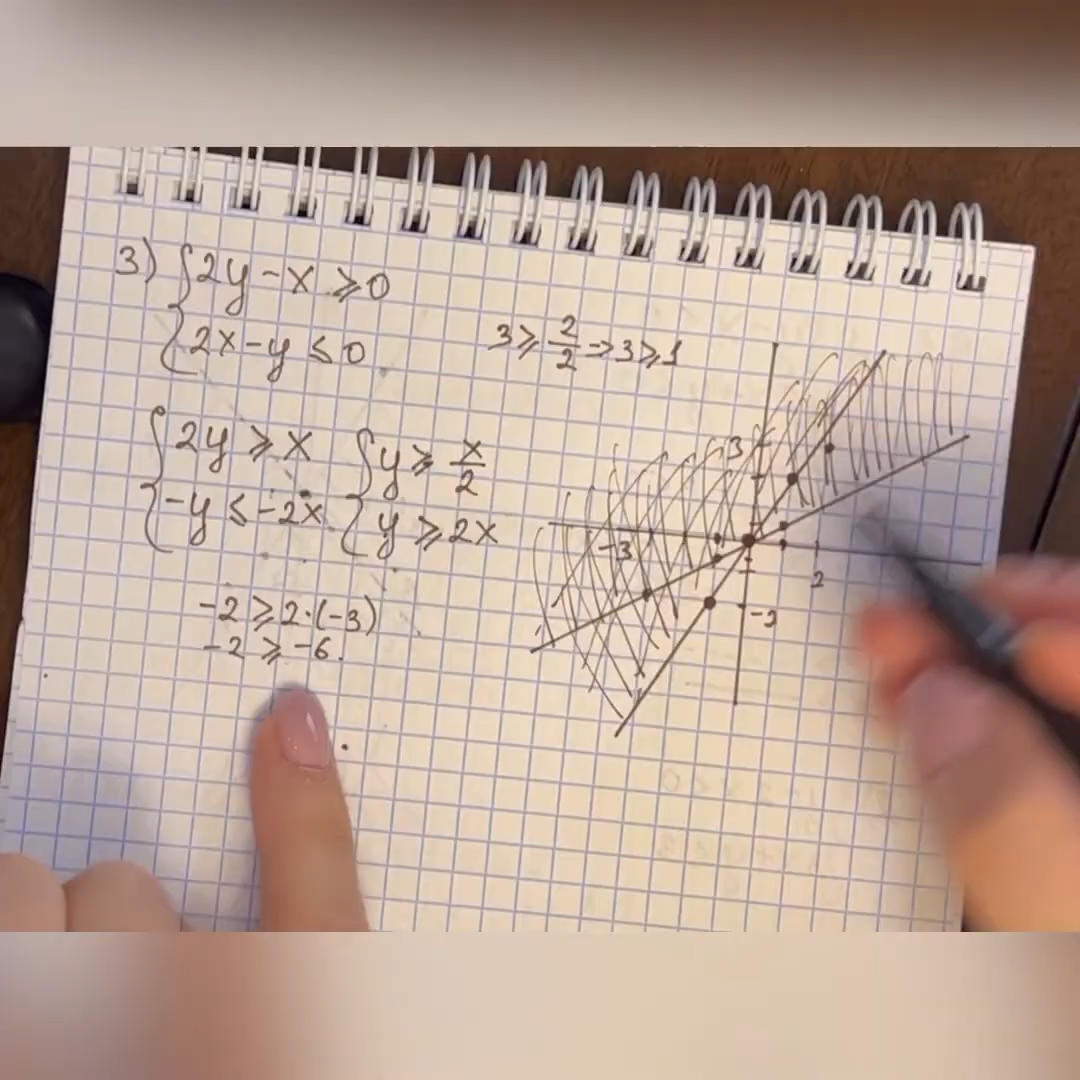 3) { 2y - x ⩾ 0
{ 2x - y ⩽ 0
3 ⩾ 2/2 => 3 ⩾ 1
{ 2y ⩾ x { y ⩾ x/2
{ -y ⩽ -2x { y ⩾ 2x
-2 ⩾ 2·(-3)
-2 ⩾ -6.
3
-3
2
-2